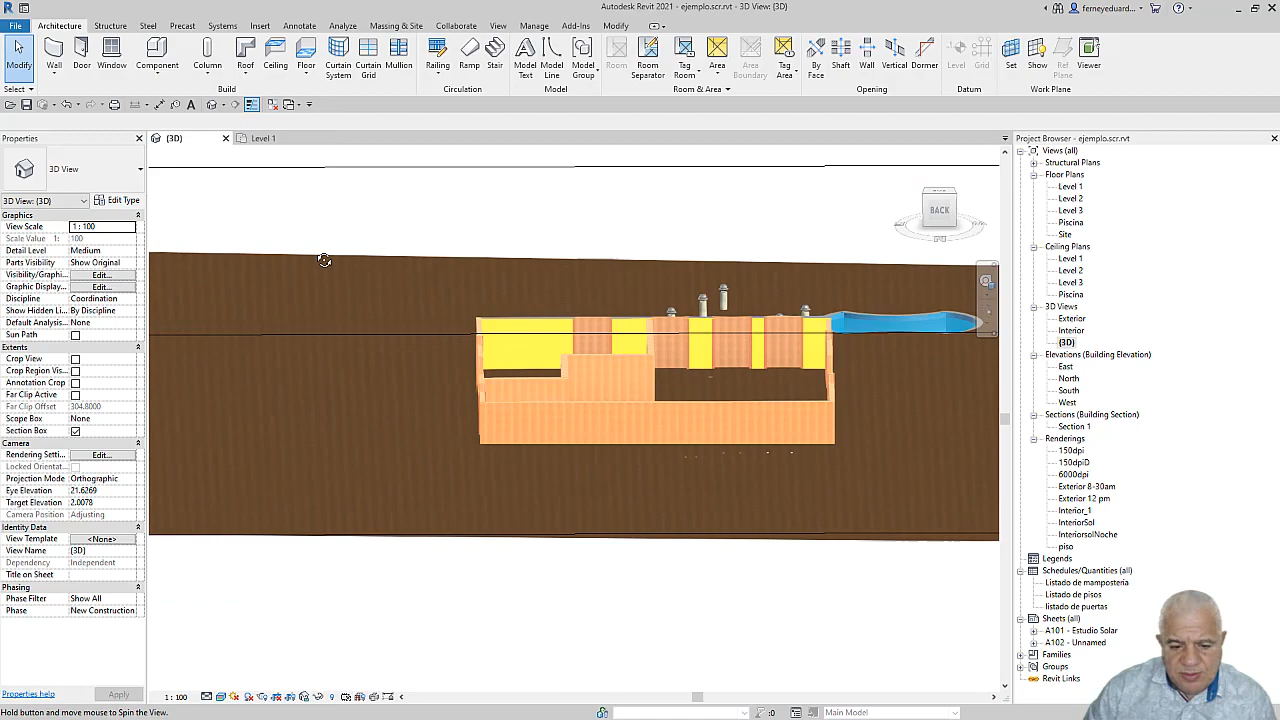 Autodesk Revit 2021 - ejemplo.scr.rvt - 3D View: {3D}
ferneyeduard...
File Architecture Structure Steel Precast Systems Insert Annotate Analyze Massing & Site Collaborate View Manage Add-Ins Modify
Modify Wall Door Window Component Column Roof Ceiling Floor Curtain System Curtain Grid Mullion Railing Ramp Stair Model Text Model Line Model Group Room Room Separator Tag Room Area Area Boundary Tag Area By Face Shaft Wall Vertical Dormer Level Grid Set Show Ref Plane Viewer
Select Build Circulation Model Room & Area Opening Datum Work Plane
Properties
{3D} Level 1
Project Browser - ejemplo.scr.rvt
3D View
3D View: {3D} Edit Type
Graphics
View Scale 1 : 100
Scale Value 1: 100
Detail Level Medium
Parts Visibility Show Original
Visibility/Graphi... Edit...
Graphic Display... Edit...
Discipline Coordination
Show Hidden Li... By Discipline
Default Analysis... None
Sun Path
Extents
Crop View
Crop Region Vis...
Annotation Crop
Far Clip Active
Far Clip Offset 304.8000
Scope Box None
Section Box
Camera
Rendering Setti... Edit...
Locked Orientat...
Projection Mode Orthographic
Eye Elevation 21.6269
Target Elevation 2.0078
Camera Position Adjusting
Identity Data
View Template <None>
View Name {3D}
Dependency Independent
Title on Sheet
Phasing
Phase Filter Show All
Phase New Construction
Properties help Apply
BACK
Views (all)
Structural Plans
Floor Plans
Level 1
Level 2
Level 3
Piscina
Site
Ceiling Plans
Level 1
Level 2
Level 3
Piscina
3D Views
Exterior
Interior
{3D}
Elevations (Building Elevation)
East
North
South
West
Sections (Building Section)
Section 1
Renderings
150dpi
150dpiD
6000dpi
Exterior 8-30am
Exterior 12 pm
Interior_1
InteriorSol
InteriorsolNoche
piso
Legends
Schedules/Quantities (all)
Listado de mamposteria
Listado de pisos
listado de puertas
Sheets (all)
A101 - Estudio Solar
A102 - Unnamed
Families
Groups
Revit Links
1 : 100
Hold button and move mouse to Spin the View.
:0
Main Model